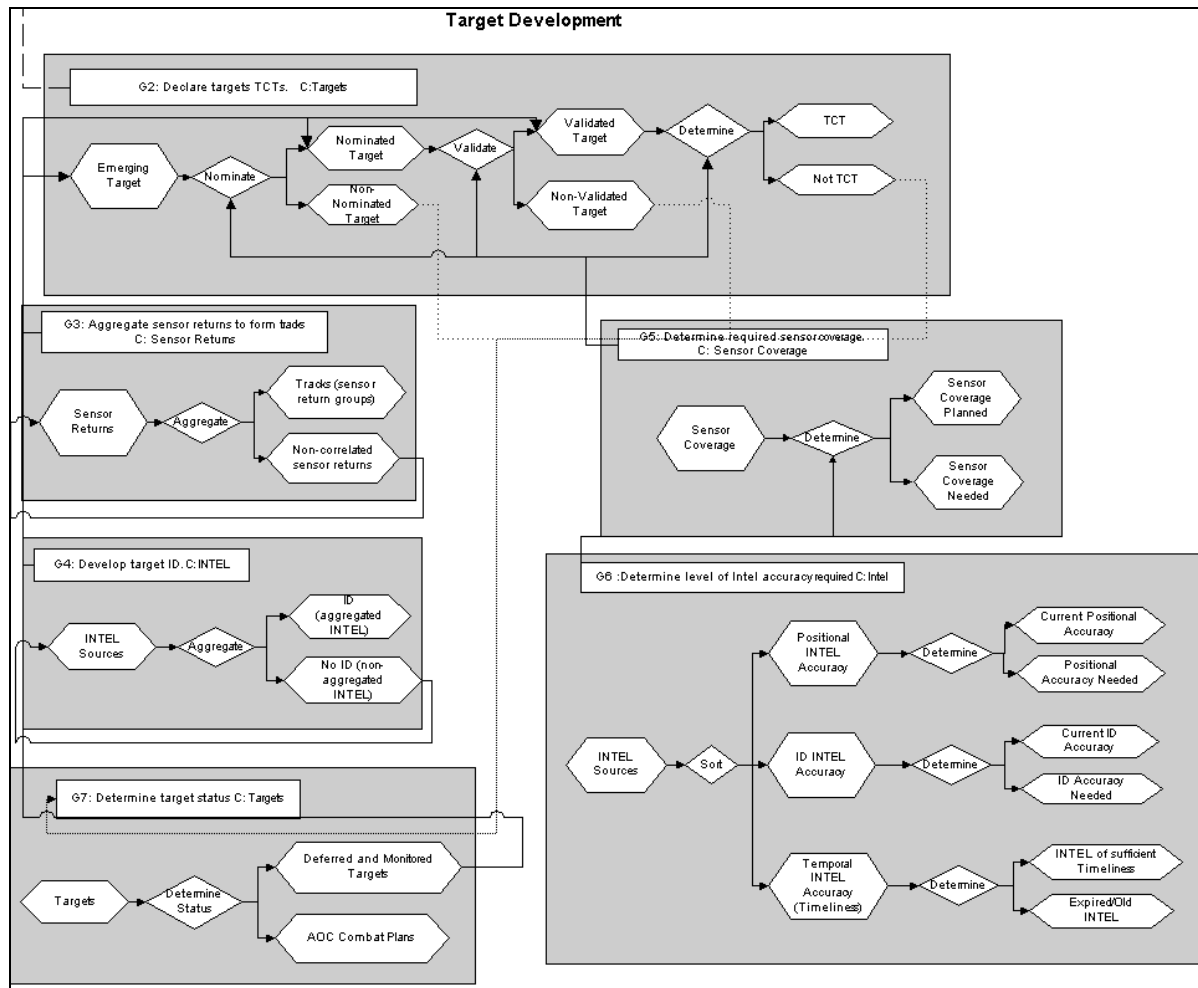 Target Development
G2: Declare targets TCTs. C:Targets
Emerging
Target
Nominate
Nominated
Target
Non-
Nominated
Target
Validate
Validated
Target
Non-Validated
Target
Determine
TCT
Not TCT
G3: Aggregate sensor returns to form tracks
C: Sensor Returns
Sensor
Returns
Aggregate
Tracks (sensor
return groups)
Non-correlated
sensor returns
G5: Determine required sensor coverage.
C: Sensor Coverage
Sensor
Coverage
Determine
Sensor
Coverage
Planned
Sensor
Coverage
Needed
G4: Develop target ID. C:INTEL
INTEL
Sources
Aggregate
ID
(aggregated
INTEL)
No ID (non-
aggregated
INTEL)
G6 :Determine level of Intel accuracy required C: Intel
INTEL
Sources
Sort
Positional
INTEL
Accuracy
Determine
Current Positional
Accuracy
Positional
Accuracy Needed
ID INTEL
Accuracy
Determine
Current ID
Accuracy
ID Accuracy
Needed
Temporal
INTEL
Accuracy
(Timeliness)
Determine
INTEL of sufficient
Timeliness
Expired/Old
INTEL
G7: Determine target status C: Targets
Targets
Determine
Status
Deferred and Monitored
Targets
AOC Combat Plans